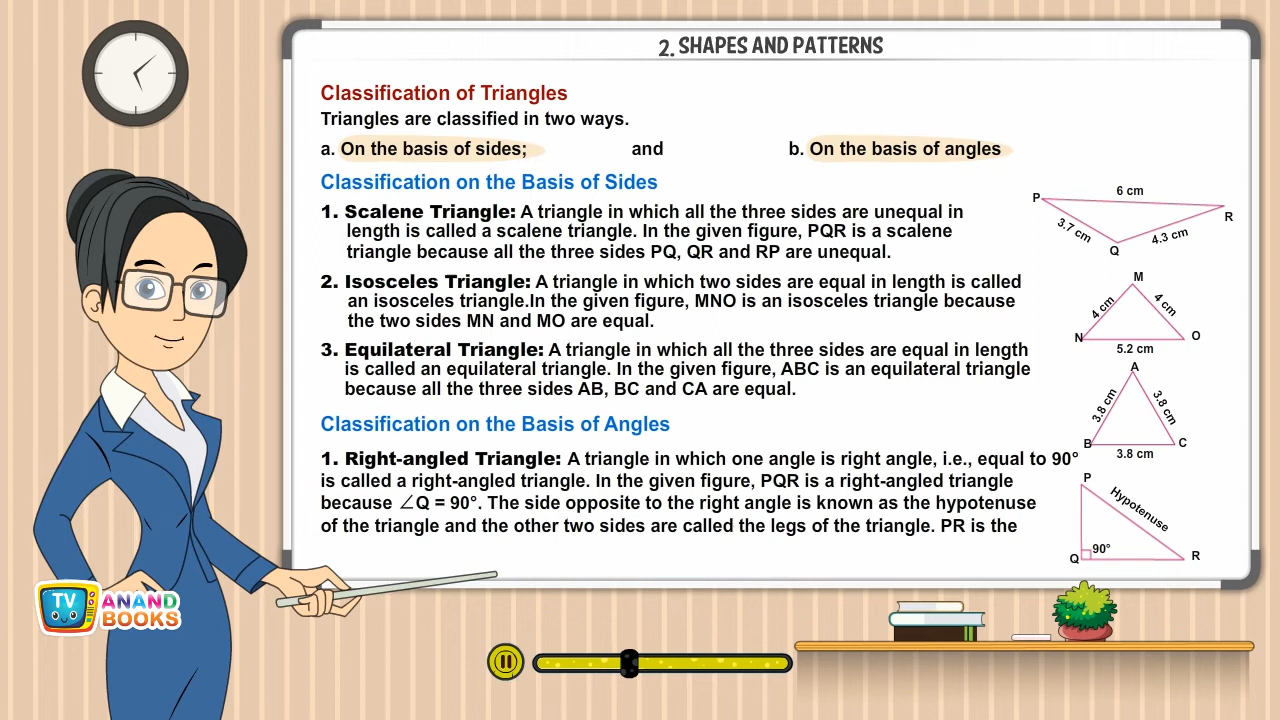 2. SHAPES AND PATTERNS
Classification of Triangles
Triangles are classified in two ways.
a. On the basis of sides; and b. On the basis of angles
Classification on the Basis of Sides
1. Scalene Triangle: A triangle in which all the three sides are unequal in
length is called a scalene triangle. In the given figure, PQR is a scalene
triangle because all the three sides PQ, QR and RP are unequal.
P
6 cm
R
3.7 cm
4.3 cm
Q
2. Isosceles Triangle: A triangle in which two sides are equal in length is called
an isosceles triangle.In the given figure, MNO is an isosceles triangle because
the two sides MN and MO are equal.
M
4 cm
4 cm
N
O
5.2 cm
3. Equilateral Triangle: A triangle in which all the three sides are equal in length
is called an equilateral triangle. In the given figure, ABC is an equilateral triangle
because all the three sides AB, BC and CA are equal.
A
3.8 cm
3.8 cm
B
C
3.8 cm
Classification on the Basis of Angles
1. Right-angled Triangle: A triangle in which one angle is right angle, i.e., equal to 90°
is called a right-angled triangle. In the given figure, PQR is a right-angled triangle
because ∠Q = 90°. The side opposite to the right angle is known as the hypotenuse
of the triangle and the other two sides are called the legs of the triangle. PR is the
P
Hypotenuse
Q
90°
R
TV
ANAND
BOOKS